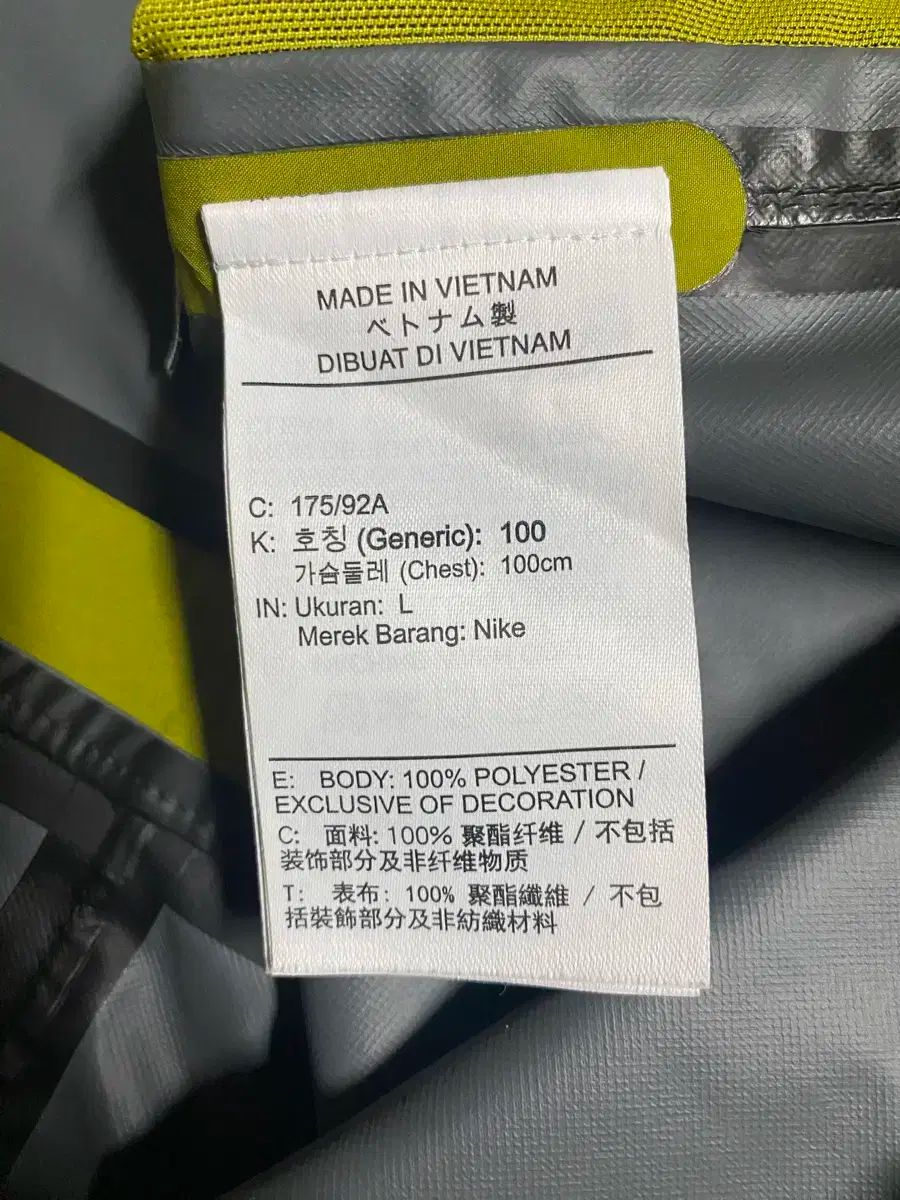 MADE IN VIETNAM
ベトナム製
DIBUAT DI VIETNAM
C: 175/92A
K: 호칭 (Generic): 100
가슴둘레 (Chest): 100cm
IN: Ukuran: L
Merek Barang: Nike
E: BODY: 100% POLYESTER /
EXCLUSIVE OF DECORATION
C: 面料: 100% 聚酯纤维 / 不包括
装饰部分及非纤维物质
T: 表布: 100% 聚酯纖維 / 不包
括裝飾部分及非紡織材料